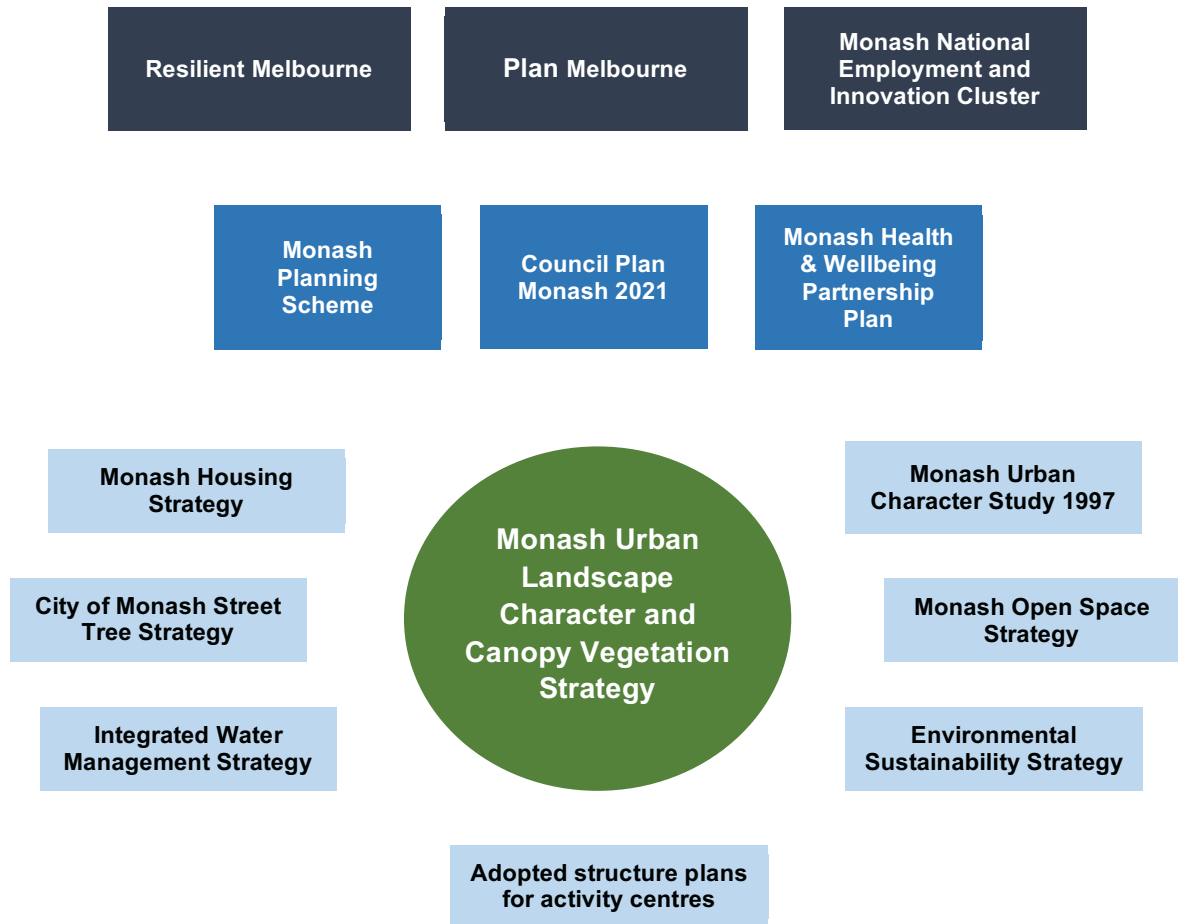 Resilient Melbourne
Plan Melbourne
Monash National
Employment and
Innovation Cluster
Monash
Planning
Scheme
Council Plan
Monash 2021
Monash Health
& Wellbeing
Partnership
Plan
Monash Housing
Strategy
City of Monash Street
Tree Strategy
Integrated Water
Management Strategy
Monash Urban
Landscape
Character and
Canopy Vegetation
Strategy
Monash Urban
Character Study 1997
Monash Open Space
Strategy
Environmental
Sustainability Strategy
Adopted structure plans
for activity centres